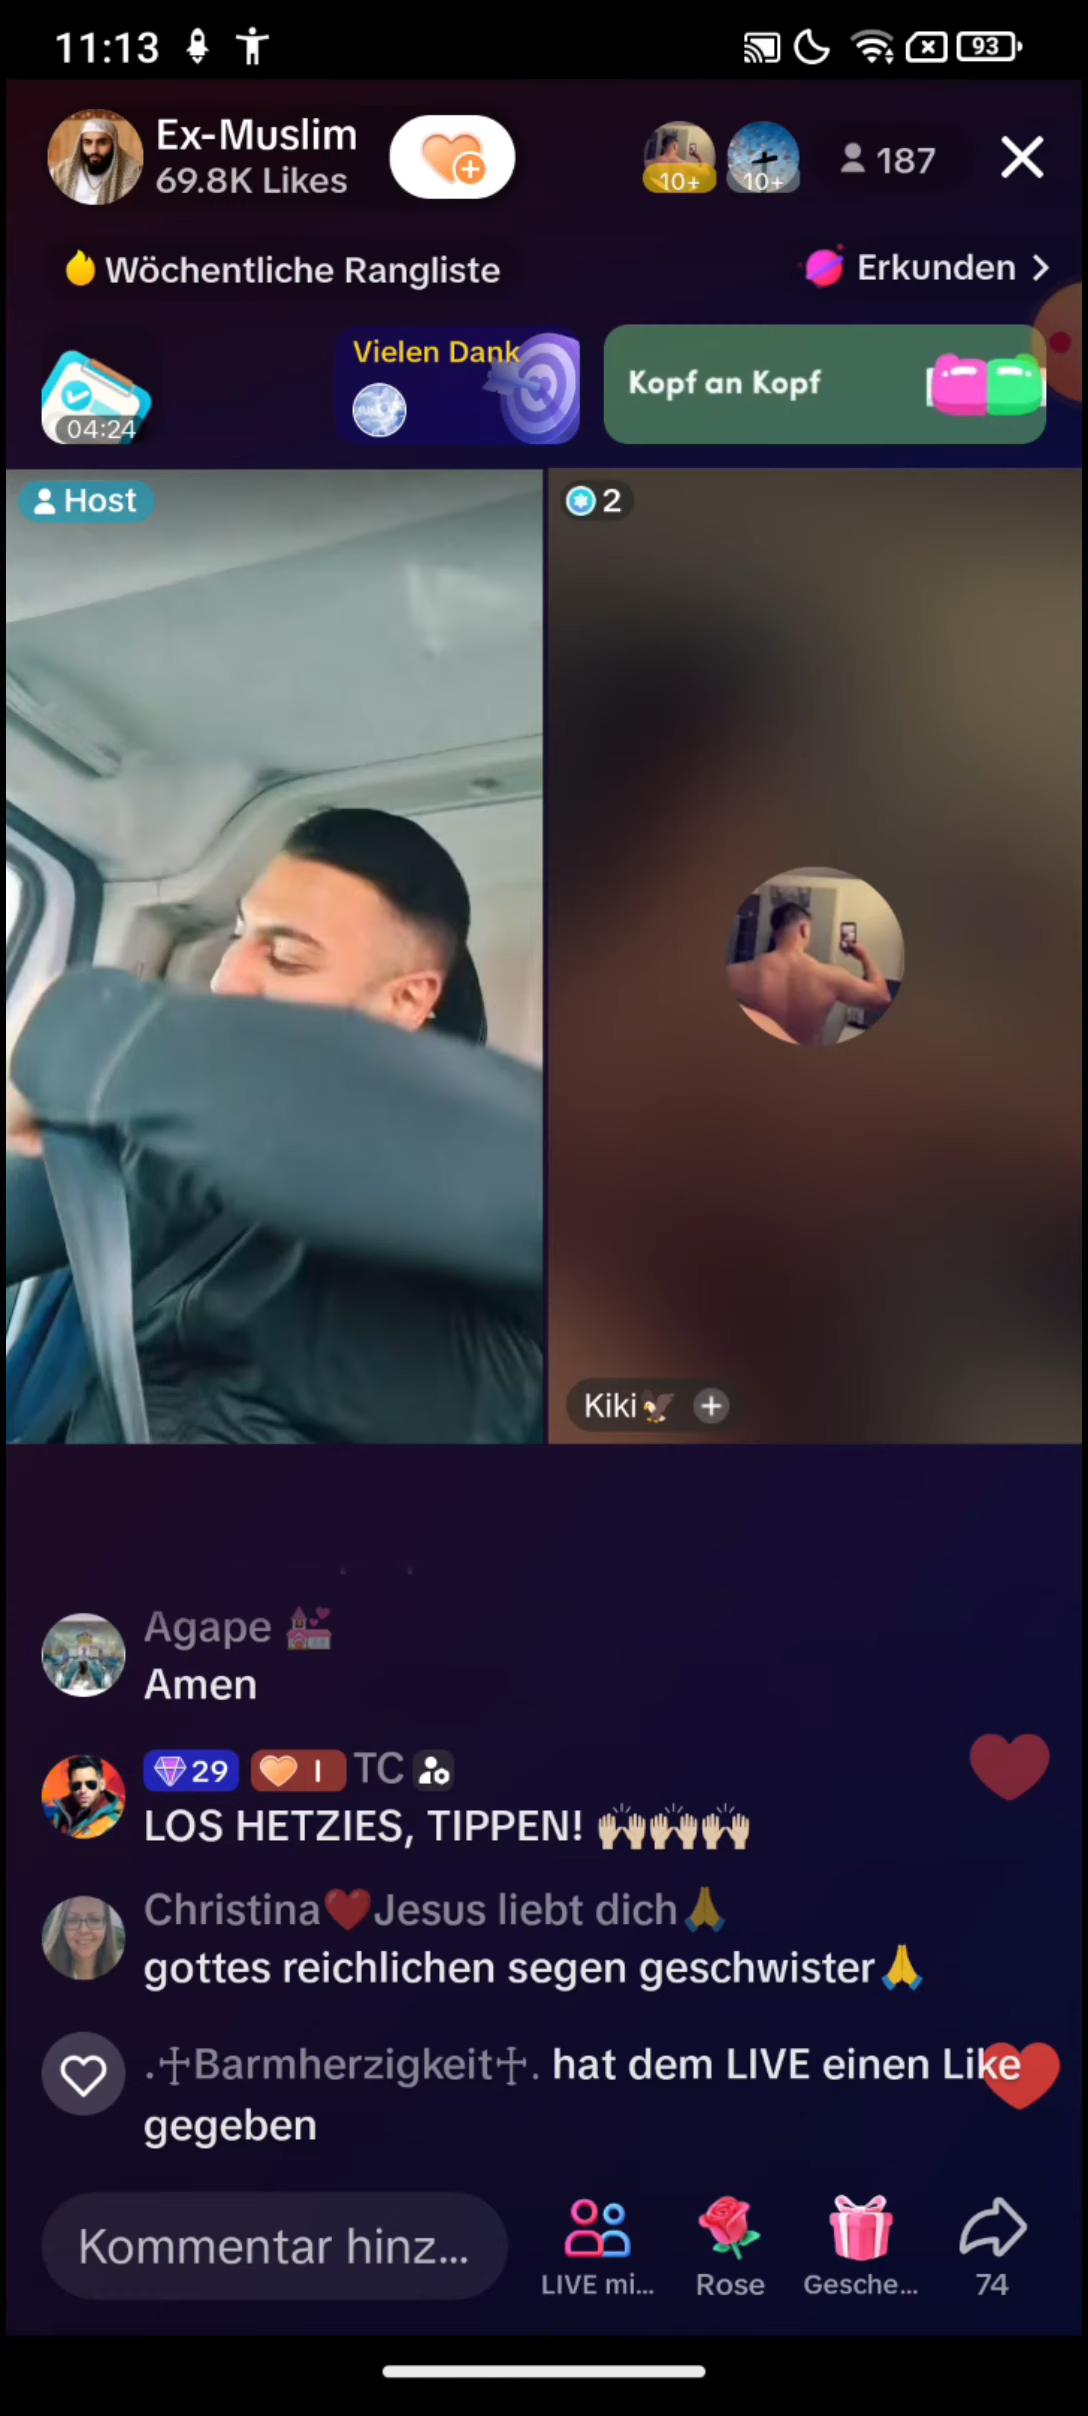 11:13
93
Ex-Muslim
69.8K Likes
10+
10+
187
Wöchentliche Rangliste
Erkunden
04:24
Vielen Dank
Kopf an Kopf
Host
2
Kiki
Agape
Amen
29 I TC
LOS HETZIES, TIPPEN!
Christina Jesus liebt dich
gottes reichlichen segen geschwister
.☩Barmherzigkeit☩. hat dem LIVE einen Like
gegeben
Kommentar hinz...
LIVE mi...
Rose
Gesche...
74